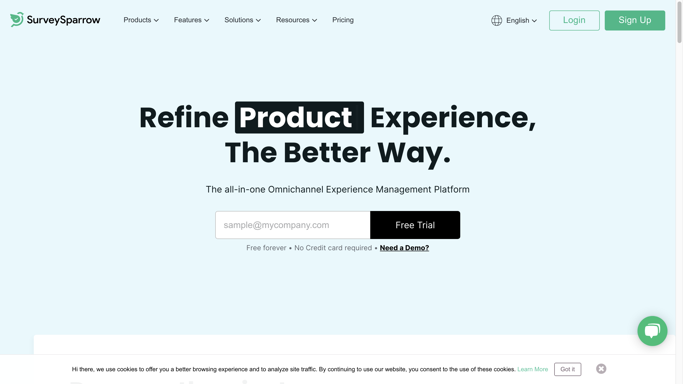 SurveySparrow
Products
Features
Solutions
Resources
Pricing
English
Login
Sign Up
Refine Product Experience,
The Better Way.
The all-in-one Omnichannel Experience Management Platform
sample@mycompany.com
Free Trial
Free forever • No Credit card required • Need a Demo?
Hi there, we use cookies to offer you a better browsing experience and to analyze site traffic. By continuing to use our website, you consent to the use of these cookies. Learn More
Got it